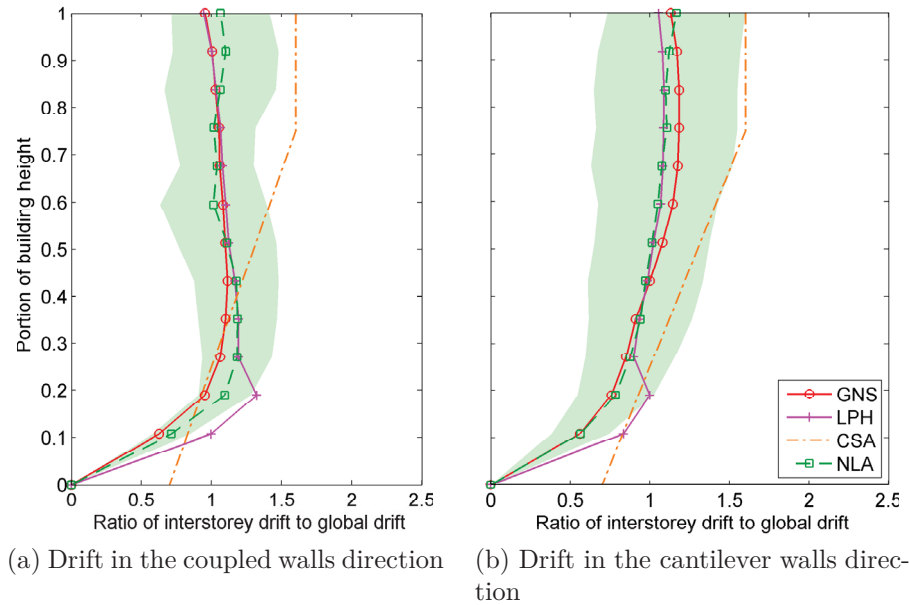 1
0.9
0.8
0.7
0.6
0.5
0.4
0.3
0.2
0.1
0
Portion of building height
0 0.5 1 1.5 2 2.5
Ratio of interstorey drift to global drift
(a) Drift in the coupled walls direction
GNS
LPH
CSA
NLA
0 0.5 1 1.5 2 2.5
Ratio of interstorey drift to global drift
(b) Drift in the cantilever walls direc-
tion